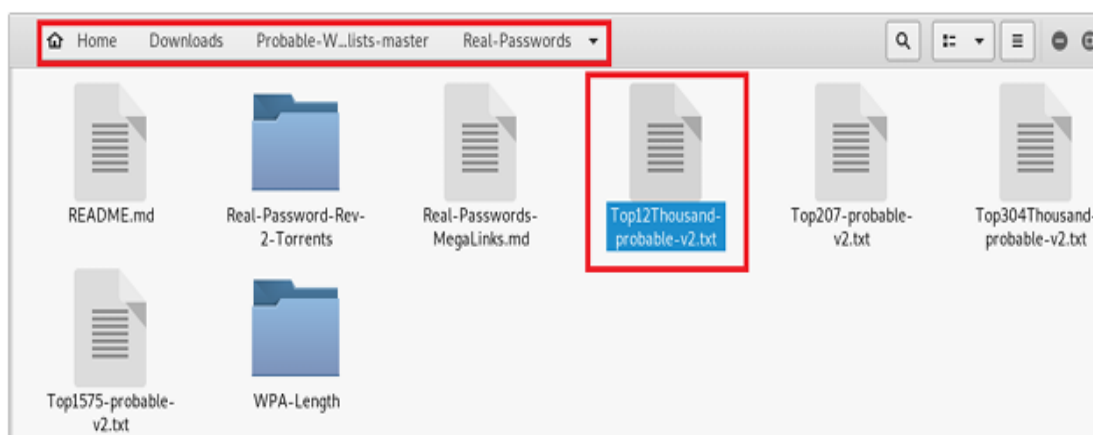 Home Downloads Probable-W...lists-master Real-Passwords
README.md
Real-Password-Rev-
2-Torrents
Real-Passwords-
MegaLinks.md
Top12Thousand-
probable-v2.txt
Top207-probable-
v2.txt
Top304Thousand-
probable-v2.txt
Top1575-probable-
v2.txt
WPA-Length